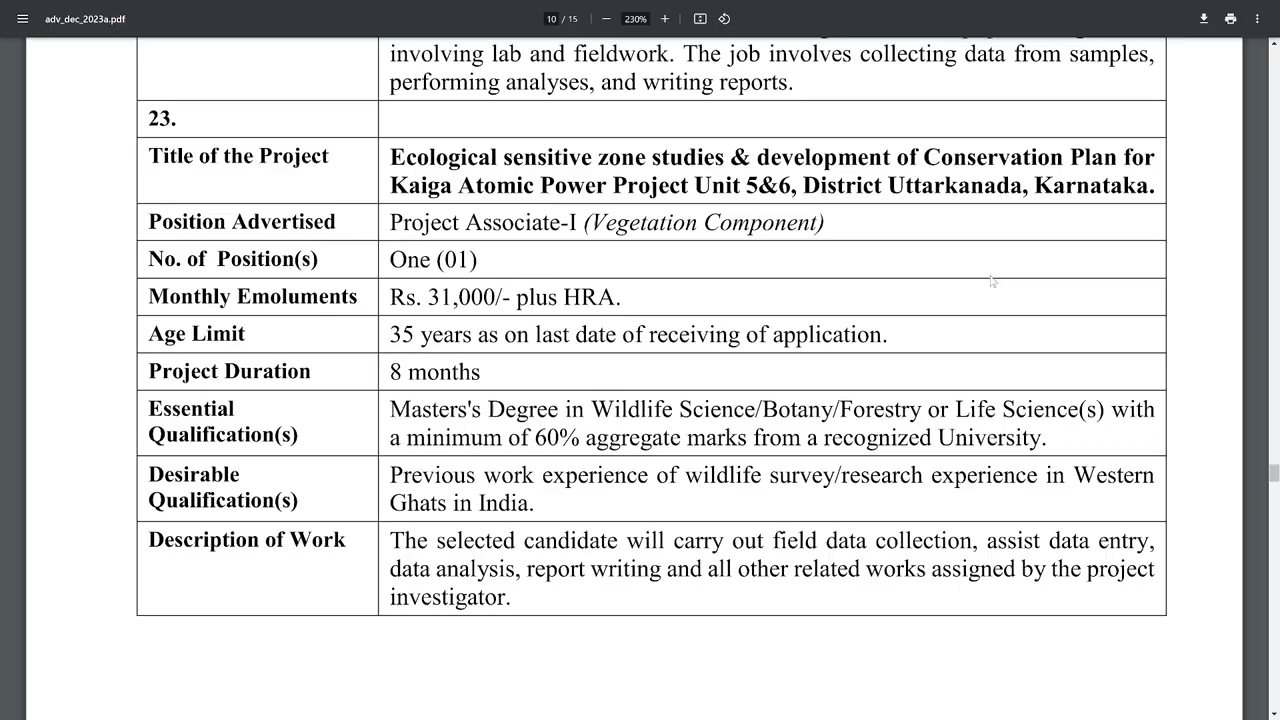 adv_dec_2023a.pdf
10 / 15
230%
involving lab and fieldwork. The job involves collecting data from samples,
performing analyses, and writing reports.
23.
Title of the Project
Ecological sensitive zone studies & development of Conservation Plan for
Kaiga Atomic Power Project Unit 5&6, District Uttarkanada, Karnataka.
Position Advertised
Project Associate-I (Vegetation Component)
No. of Position(s)
One (01)
Monthly Emoluments
Rs. 31,000/- plus HRA.
Age Limit
35 years as on last date of receiving of application.
Project Duration
8 months
Essential
Qualification(s)
Masters's Degree in Wildlife Science/Botany/Forestry or Life Science(s) with
a minimum of 60% aggregate marks from a recognized University.
Desirable
Qualification(s)
Previous work experience of wildlife survey/research experience in Western
Ghats in India.
Description of Work
The selected candidate will carry out field data collection, assist data entry,
data analysis, report writing and all other related works assigned by the project
investigator.